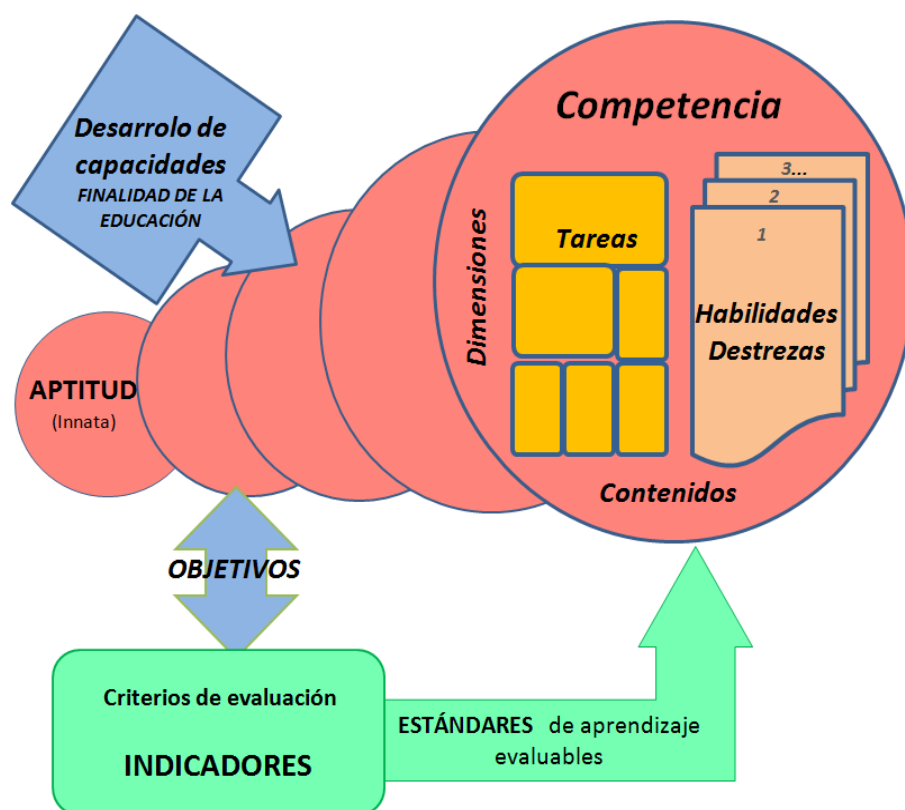 Desarrolo de
capacidades
FINALIDAD DE LA
EDUCACIÓN
Competencia
Dimensiones
Tareas
3...
2
1
Habilidades
Destrezas
Contenidos
APTITUD
(Innata)
OBJETIVOS
Criterios de evaluación
INDICADORES
ESTÁNDARES de aprendizaje
evaluables